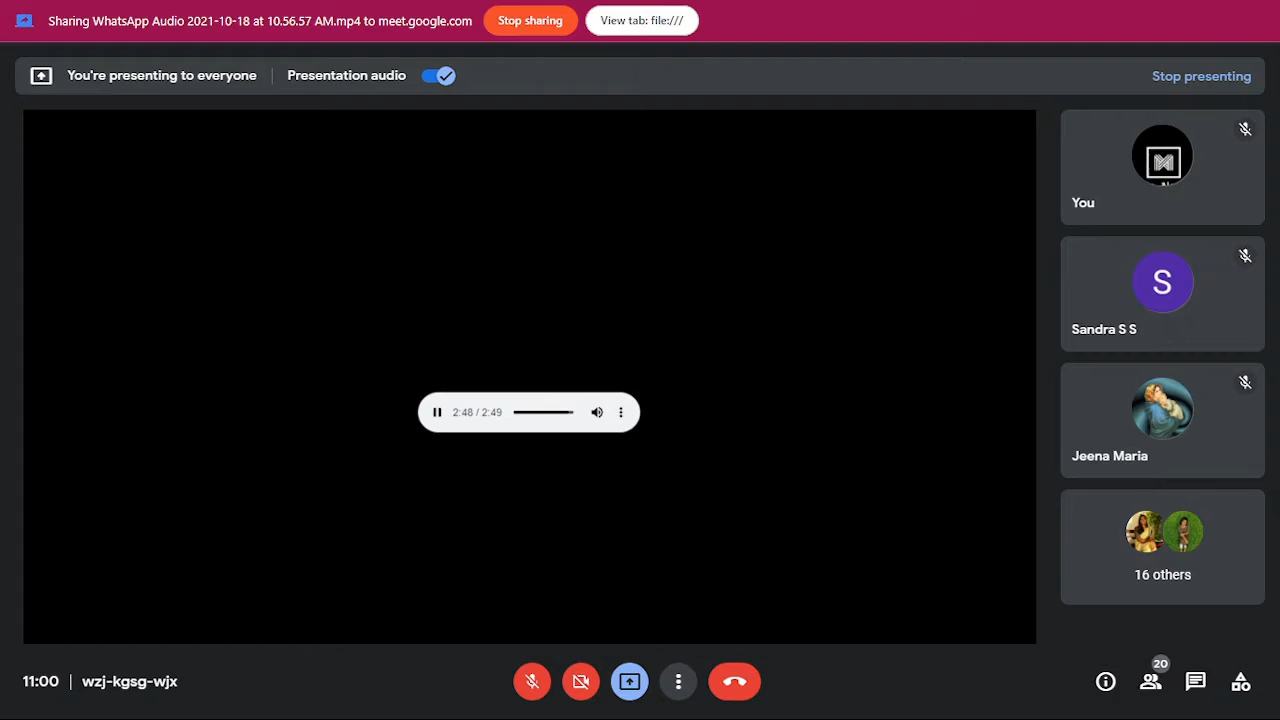 Sharing WhatsApp Audio 2021-10-18 at 10.56.57 AM.mp4 to meet.google.com
Stop sharing
View tab: file:///
You're presenting to everyone
Presentation audio
Stop presenting
You
S
Sandra S S
Jeena Maria
16 others
2:48 / 2:49
11:00 | wzj-kgsg-wjx
20